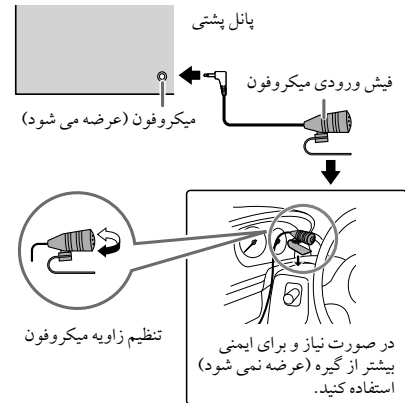 پانل پشتی
فیش ورودی میکروفون
میکروفون (عرضه می شود)
تنظیم زاویه میکروفون
در صورت نیاز و برای ایمنی
بیشتر از گیره (عرضه نمی شود)
استفاده کنید.